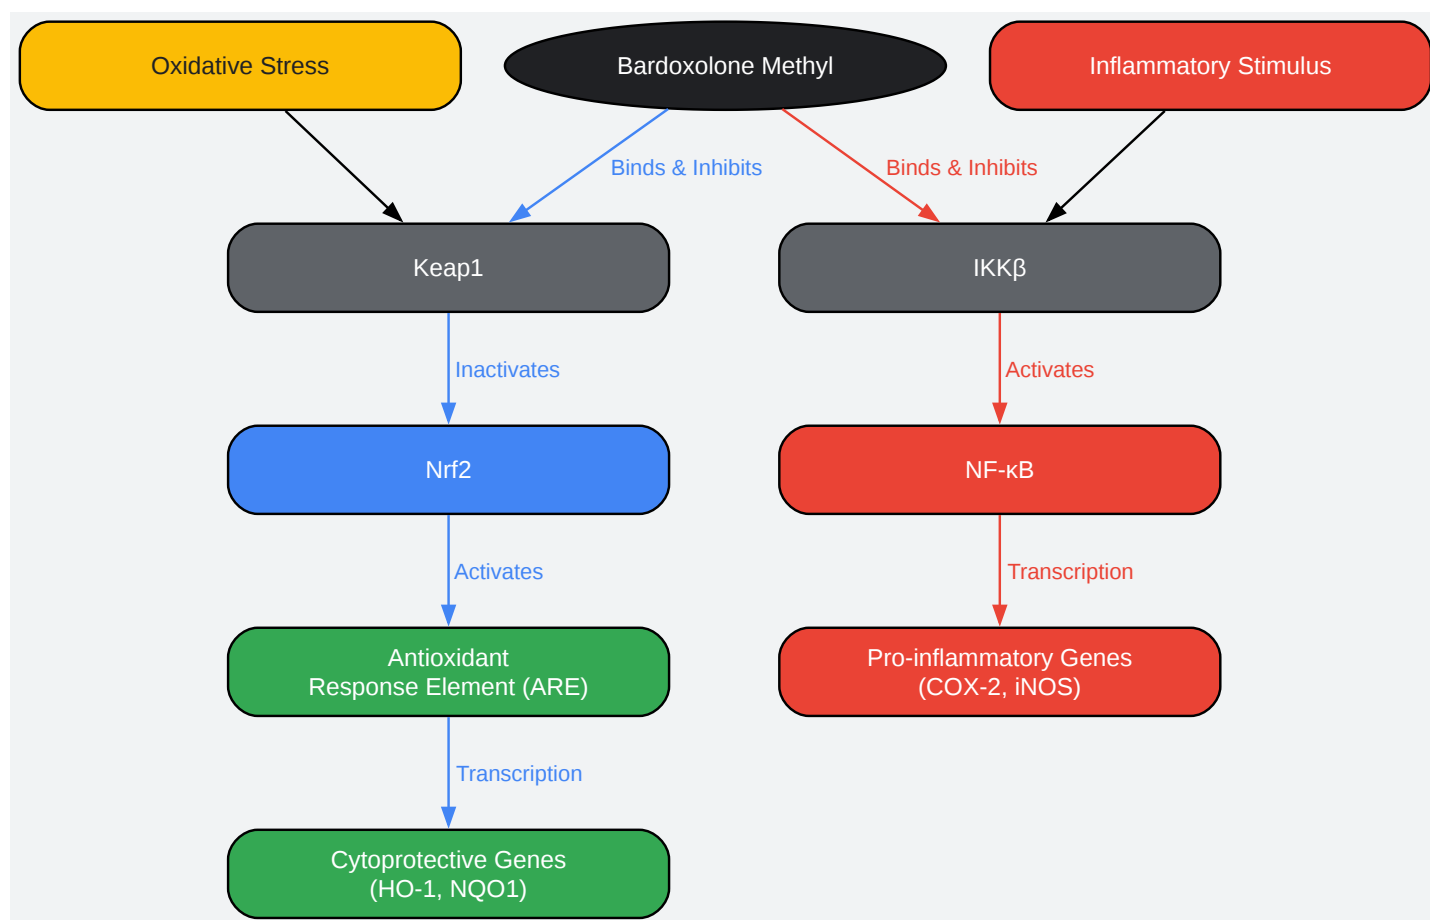 Oxidative Stress
Bardoxolone Methyl
Inflammatory Stimulus
Binds & Inhibits
Binds & Inhibits
Keap1
IKKβ
Inactivates
Activates
Nrf2
NF-κB
Activates
Transcription
Antioxidant
Response Element (ARE)
Pro-inflammatory Genes
(COX-2, iNOS)
Transcription
Cytoprotective Genes
(HO-1, NQO1)